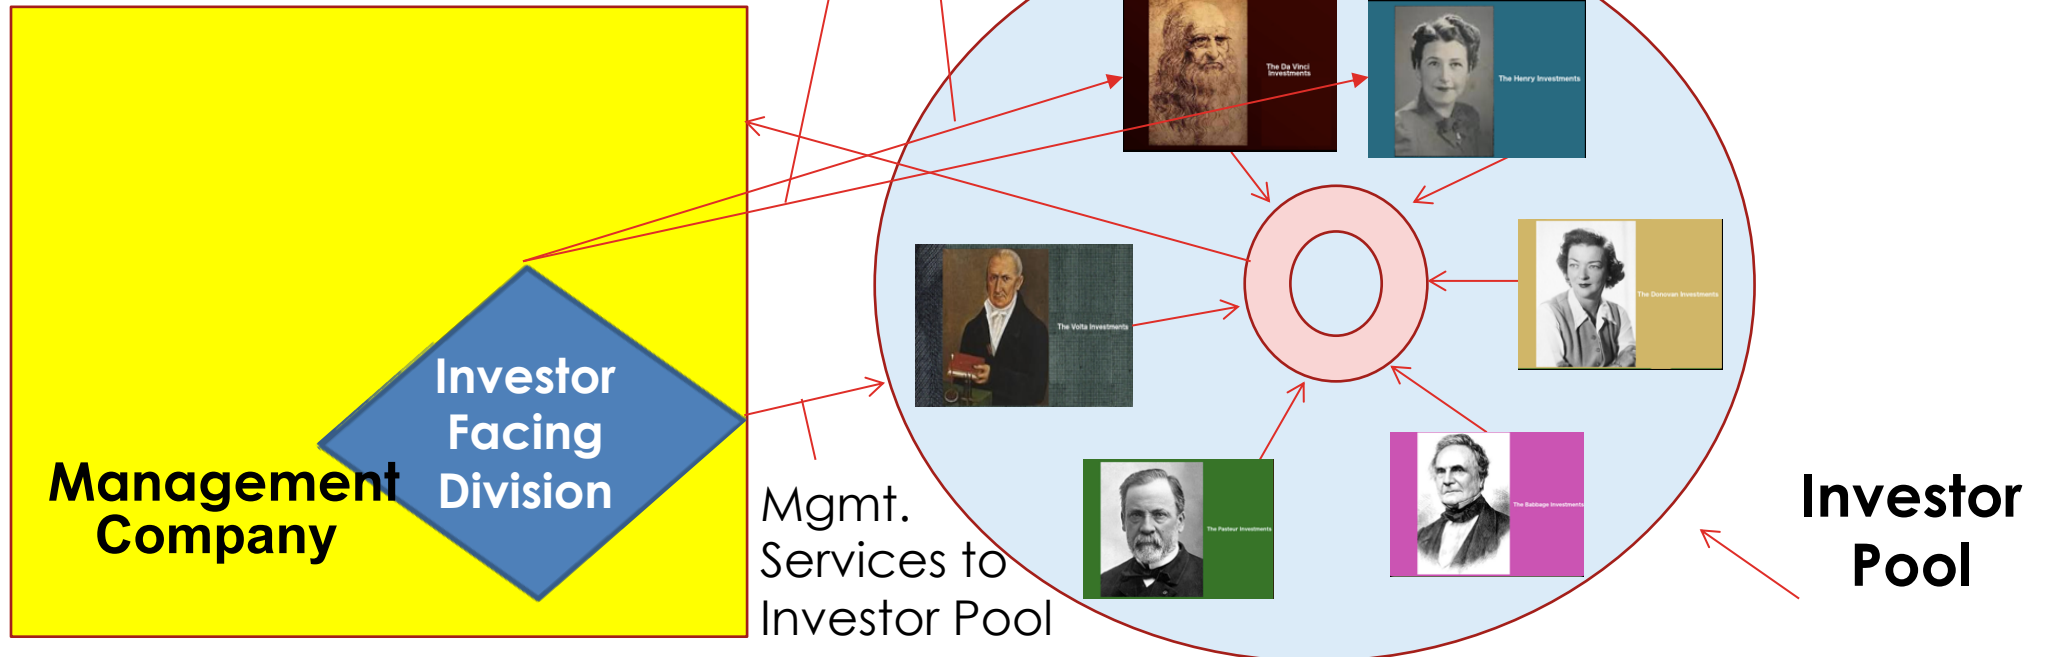 The Da Vinci
Investments
The Henry Investments
The Donovan Investments
The Volta Investments
Investor
Facing
Division
Management
Company
Mgmt.
Services to
Investor Pool
The Pasteur Investments
The Babbage Investments
Investor
Pool